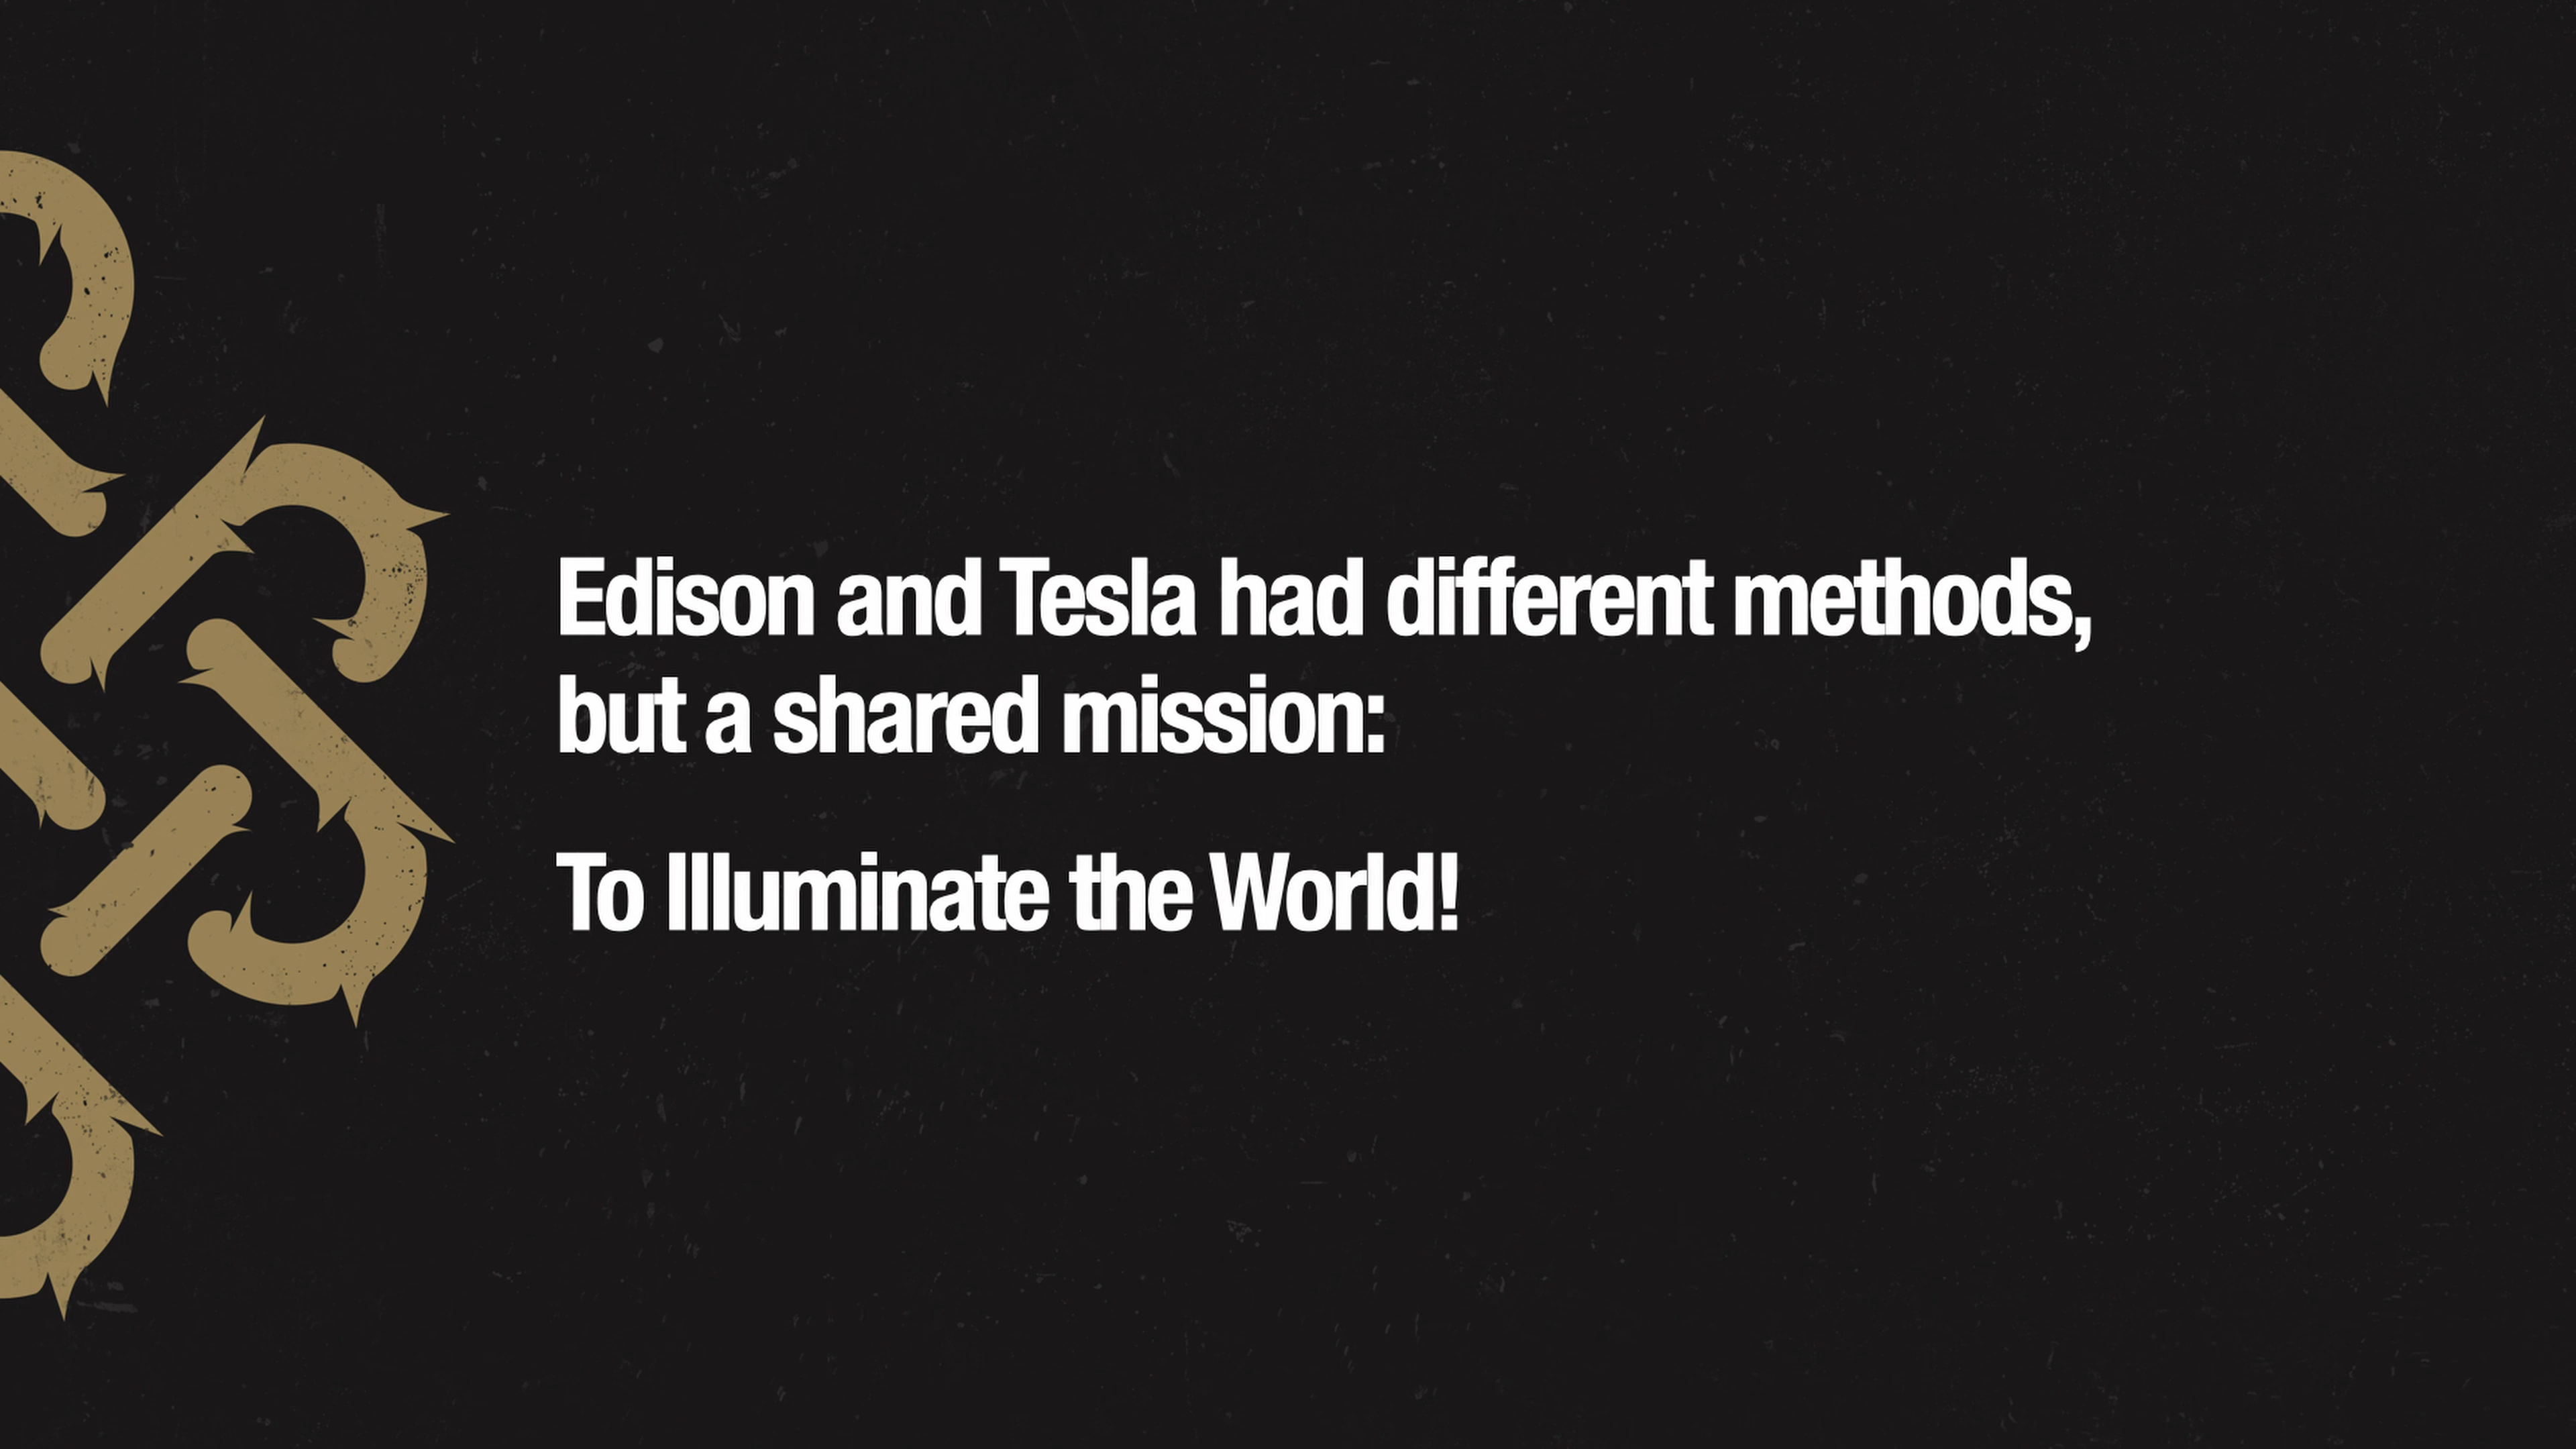 Edison and Tesla had different methods,
but a shared mission:
To Illuminate the World!